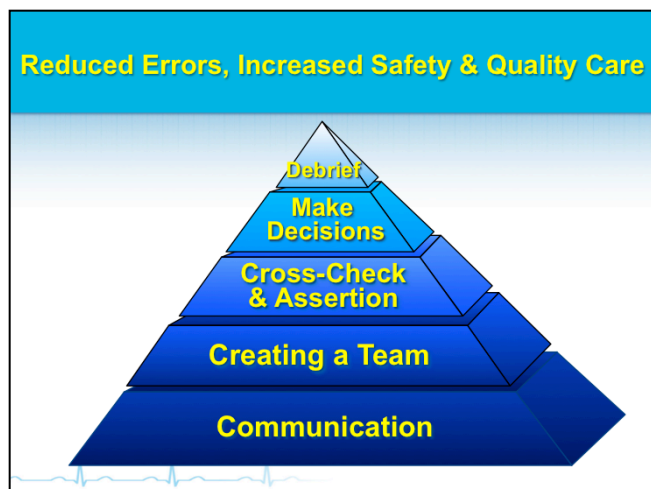 Reduced Errors, Increased Safety & Quality Care
Debrief
Make
Decisions
Cross-Check
& Assertion
Creating a Team
Communication